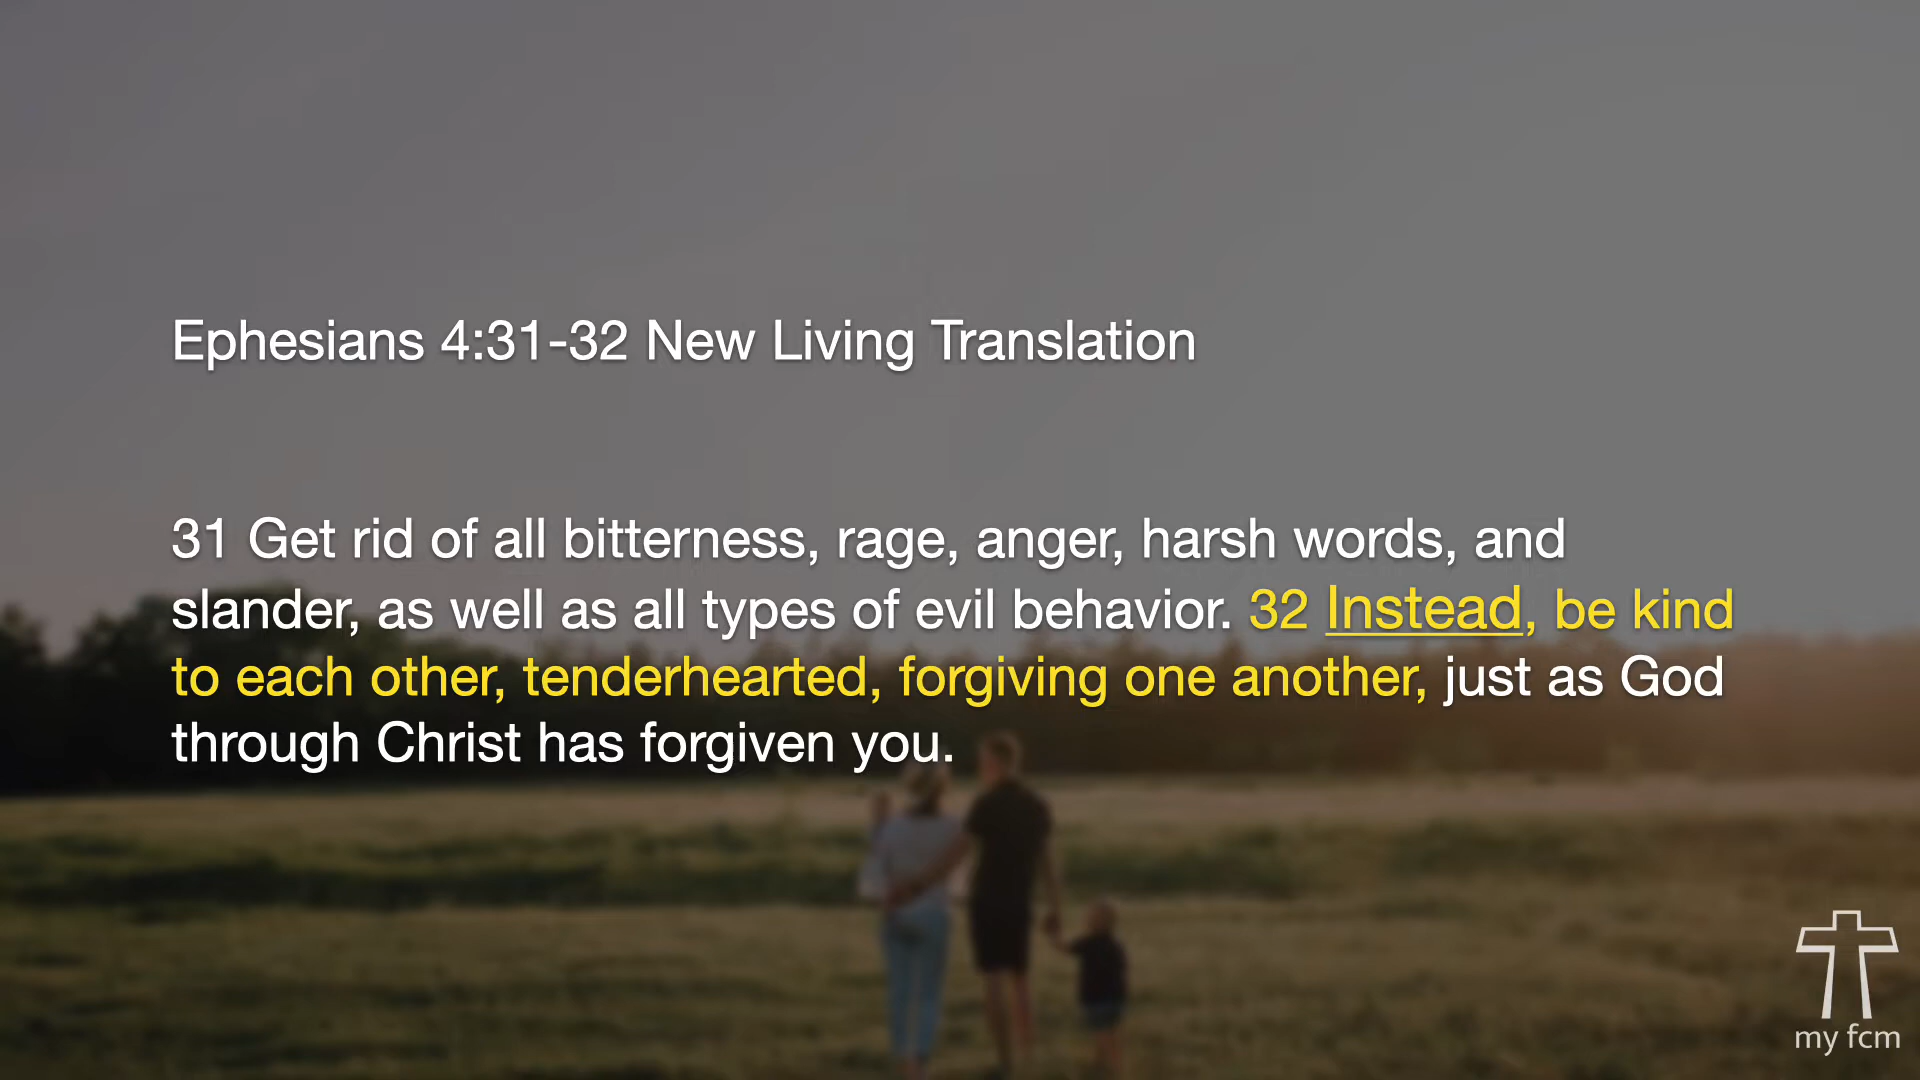 Ephesians 4:31-32 New Living Translation
31 Get rid of all bitterness, rage, anger, harsh words, and
slander, as well as all types of evil behavior. 32 Instead, be kind
to each other, tenderhearted, forgiving one another, just as God
through Christ has forgiven you.
my fcm